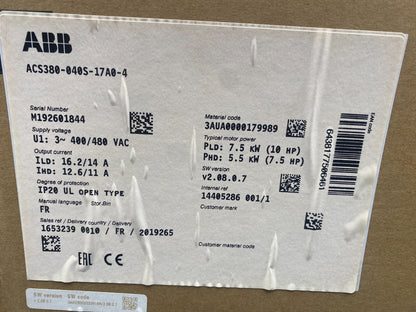 ABB
ACS380-040S-17A0-4
Serial Number
M192601844
Supply voltage
U1: 3~ 400/480 VAC
Output current
ILD: 16.2/14 A
IHD: 12.6/11 A
Degree of protection
IP20 UL OPEN TYPE
Manual language Stor.Bin
FR
Sales ref / Delivery country / Delivery
1653239 0010 / FR / 2019265
Material code
3AUA0000179989
Typical motor power
PLD: 7.5 kW (10 HP)
PHD: 5.5 kW (7.5 HP)
SW version
v2.08.0.7
Internal ref
14405286 001/1
Customer mark
Customer material code
EAN code
SW version SW code